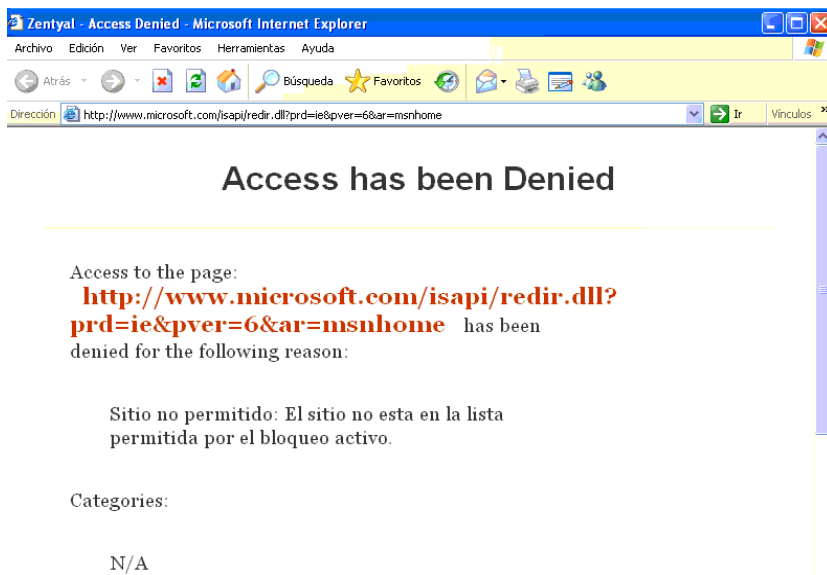 Zentyal - Access Denied - Microsoft Internet Explorer
Archivo Edición Ver Favoritos Herramientas Ayuda
Atrás Búsqueda Favoritos
Dirección http://www.microsoft.com/isapi/redir.dll?prd=ie&pver=6&ar=msnhome Ir Vínculos »
Access has been Denied
Access to the page:
http://www.microsoft.com/isapi/redir.dll?
prd=ie&pver=6&ar=msnhome has been
denied for the following reason:
Sitio no permitido: El sitio no esta en la lista
permitida por el bloqueo activo.
Categories:
N/A